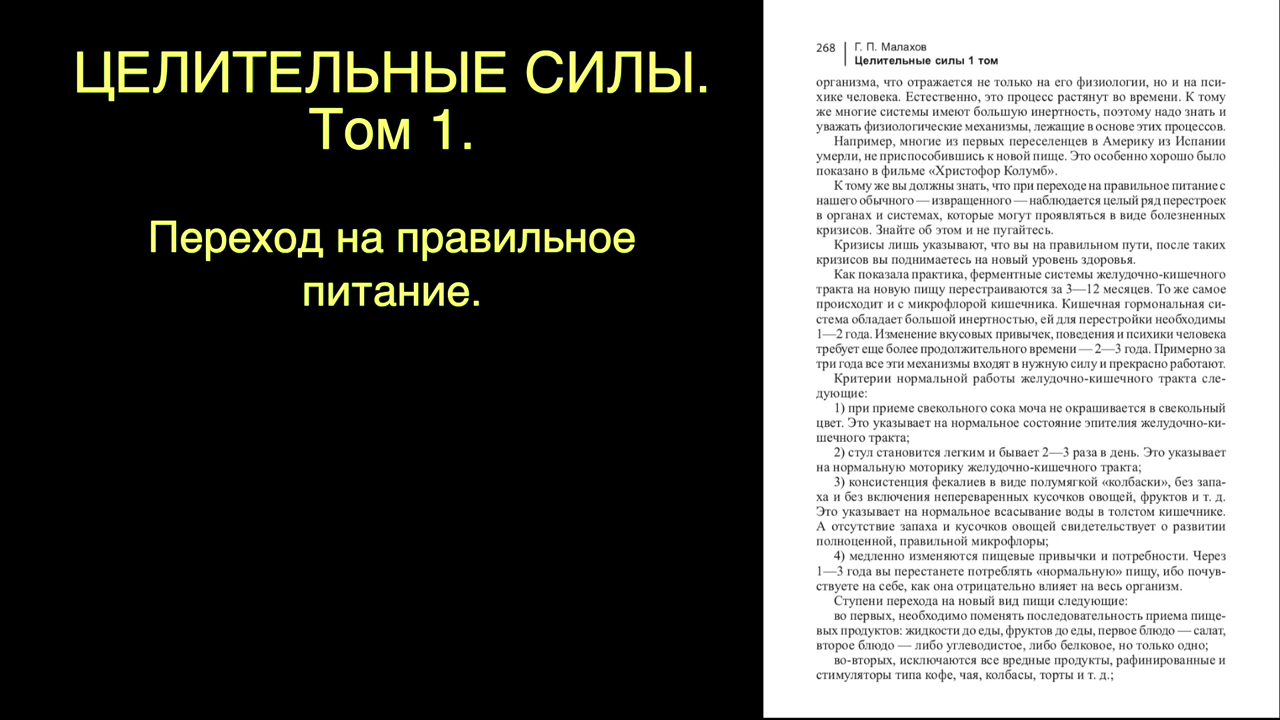 ЦЕЛИТЕЛЬНЫЕ СИЛЫ.
Том 1.
Переход на правильное
питание.
268
Г. П. Малахов
Целительные силы 1 том
организма, что отражается не только на его физиологии, но и на пси-
хике человека. Естественно, это процесс растянут во времени. К тому
же многие системы имеют большую инертность, поэтому надо знать и
уважать физиологические механизмы, лежащие в основе этих процессов.
Например, многие из первых переселенцев в Америку из Испании
умерли, не приспособившись к новой пище. Это особенно хорошо было
показано в фильме «Христофор Колумб».
К тому же вы должны знать, что при переходе на правильное питание с
нашего обычного — извращенного — наблюдается целый ряд перестроек
в органах и системах, которые могут проявляться в виде болезненных
кризисов. Знайте об этом и не пугайтесь.
Кризисы лишь указывают, что вы на правильном пути, после таких
кризисов вы поднимаетесь на новый уровень здоровья.
Как показала практика, ферментные системы желудочно-кишечного
тракта на новую пищу перестраиваются за 3—12 месяцев. То же самое
происходит и с микрофлорой кишечника. Кишечная гормональная си-
стема обладает большой инертностью, ей для перестройки необходимы
1—2 года. Изменение вкусовых привычек, поведения и психики человека
требует еще более продолжительного времени — 2—3 года. Примерно за
три года все эти механизмы входят в нужную силу и прекрасно работают.
Критерии нормальной работы желудочно-кишечного тракта сле-
дующие:
1) при приеме свекольного сока моча не окрашивается в свекольный
цвет. Это указывает на нормальное состояние эпителия желудочно-ки-
шечного тракта;
2) стул становится легким и бывает 2—3 раза в день. Это указывает
на нормальную моторику желудочно-кишечного тракта;
3) консистенция фекалиев в виде полумягкой «колбаски», без запа-
ха и без включения непереваренных кусочков овощей, фруктов и т. д.
Это указывает на нормальное всасывание воды в толстом кишечнике.
А отсутствие запаха и кусочков овощей свидетельствует о развитии
полноценной, правильной микрофлоры;
4) медленно изменяются пищевые привычки и потребности. Через
1—3 года вы перестанете потреблять «нормальную» пищу, ибо почув-
ствуете на себе, как она отрицательно влияет на весь организм.
Ступени перехода на новый вид пищи следующие:
во первых, необходимо поменять последовательность приема пище-
вых продуктов: жидкости до еды, фруктов до еды, первое блюдо — салат,
второе блюдо — либо углеводистое, либо белковое, но только одно;
во-вторых, исключаются все вредные продукты, рафинированные и
стимуляторы типа кофе, чая, колбасы, торты и т. д.;